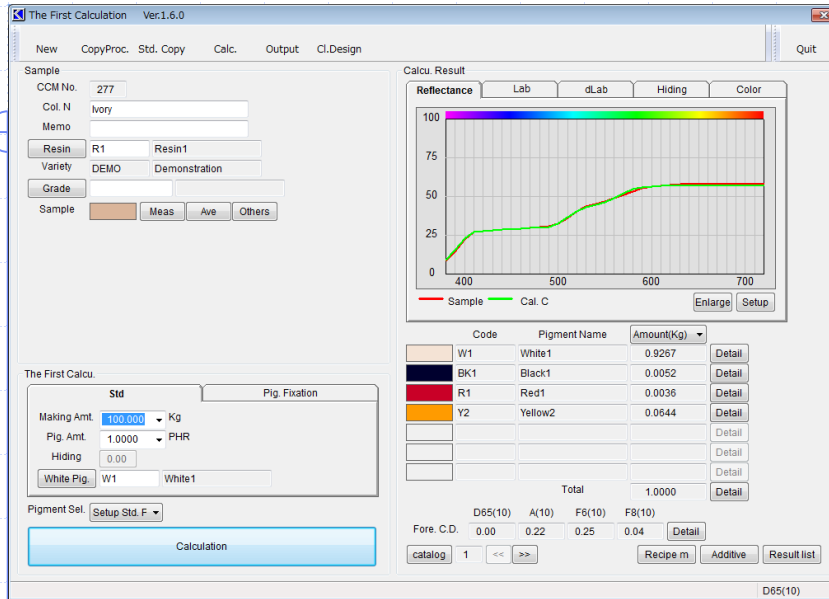 The First Calculation Ver.1.6.0
New CopyProc. Std. Copy Calc. Output Cl.Design Quit
Sample
CCM No. 277
Col. N Ivory
Memo
Resin R1 Resin1
Variety DEMO Demonstration
Grade
Sample Meas Ave Others
The First Calcu.
Std Pig. Fixation
Making Amt. 100.000 Kg
Pig. Amt. 1.0000 PHR
Hiding 0.00
White Pig. W1 White1
Pigment Sel. Setup Std. F
Calculation
Calcu. Result
Reflectance Lab dLab Hiding Color
100
75
50
25
0
400 500 600 700
Sample Cal. C Enlarge Setup
Code Pigment Name Amount(Kg)
W1 White1 0.9267 Detail
BK1 Black1 0.0052 Detail
R1 Red1 0.0036 Detail
Y2 Yellow2 0.0644 Detail
Detail
Detail
Detail
Total 1.0000 Detail
D65(10) A(10) F6(10) F8(10)
Fore. C.D. 0.00 0.22 0.25 0.04 Detail
catalog 1 << >> Recipe m Additive Result list
D65(10)